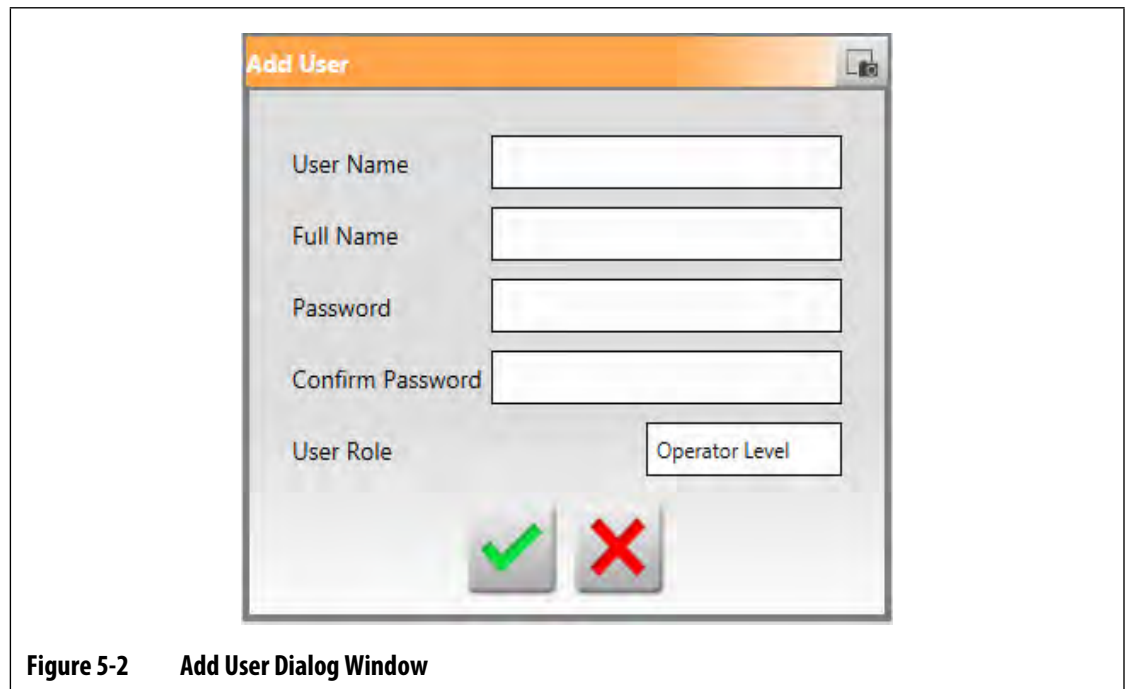 Add User
User Name
Full Name
Password
Confirm Password
User Role Operator Level
Figure 5-2 Add User Dialog Window